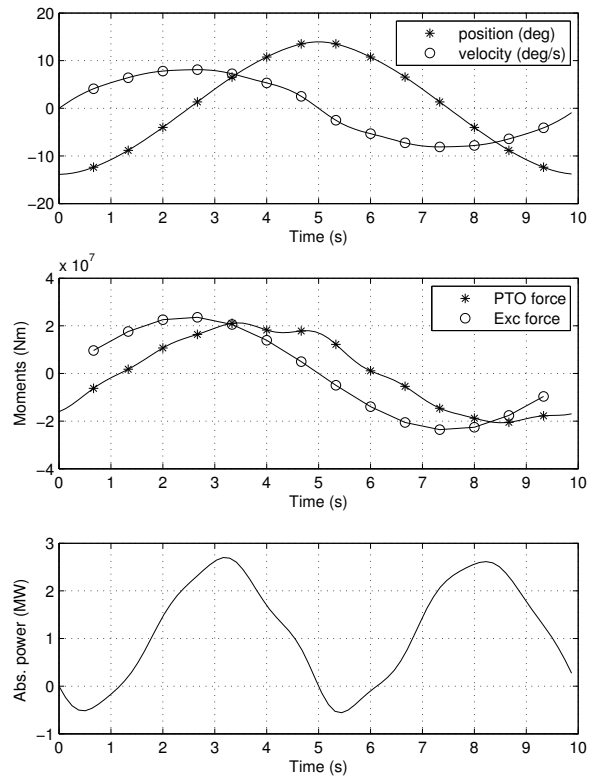 20
10
0
−10
−20
position (deg)
velocity (deg/s)
0 1 2 3 4 5 6 7 8 9 10
Time (s)
x 10^7
4
2
0
−2
−4
Moments (Nm)
PTO force
Exc force
0 1 2 3 4 5 6 7 8 9 10
Time (s)
3
2
1
0
−1
Abs. power (MW)
0 1 2 3 4 5 6 7 8 9 10
Time (s)